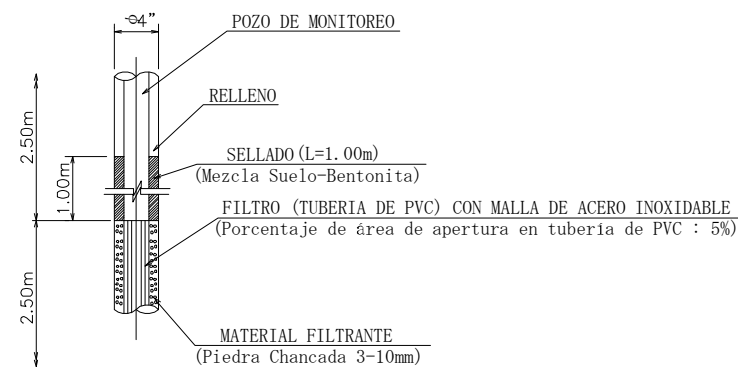 φ4"
POZO DE MONITOREO
RELLENO
2.50m
1.00m
SELLADO(L=1.00m)
(Mezcla Suelo-Bentonita)
FILTRO (TUBERIA DE PVC) CON MALLA DE ACERO INOXIDABLE
(Porcentaje de área de apertura en tubería de PVC : 5%)
2.50m
MATERIAL FILTRANTE
(Piedra Chancada 3-10mm)